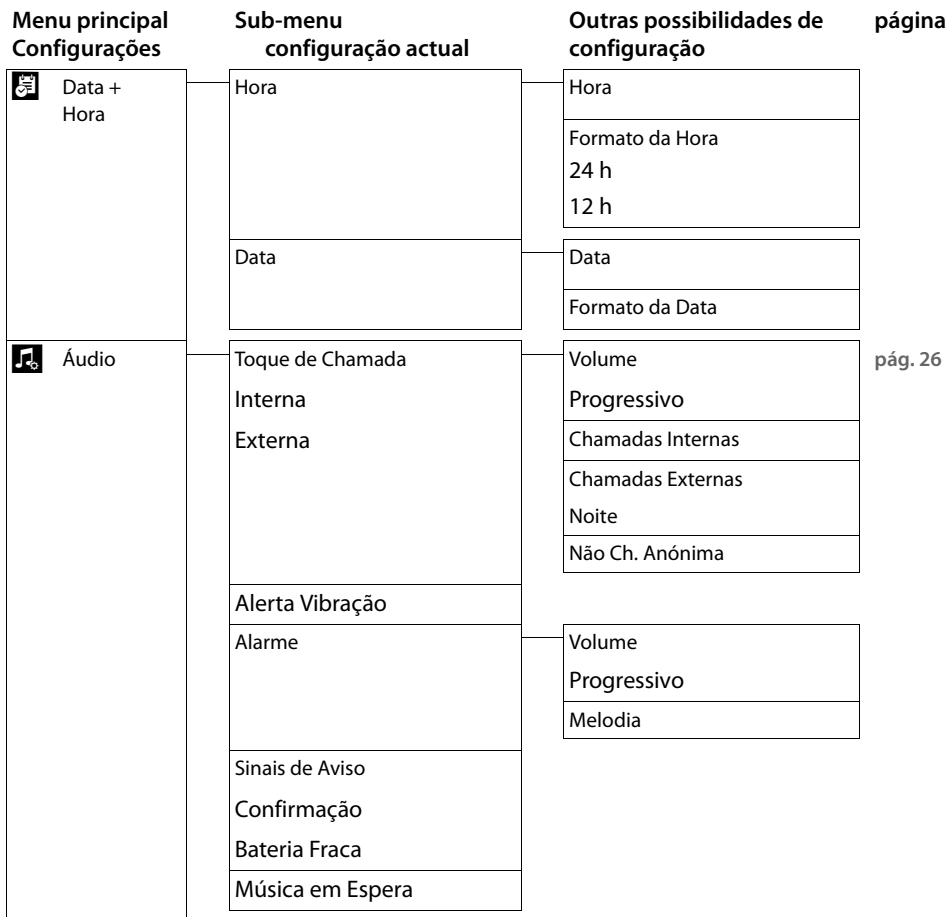 Menu principal
Configurações
Sub-menu
configuração actual
Outras possibilidades de
configuração
página
Data +
Hora
Hora
Hora
Formato da Hora
24 h
12 h
Data
Data
Formato da Data
Áudio
Toque de Chamada
Interna
Externa
Volume
Progressivo
Chamadas Internas
Chamadas Externas
Noite
Não Ch. Anónima
pág. 26
Alerta Vibração
Alarme
Volume
Progressivo
Melodia
Sinais de Aviso
Confirmação
Bateria Fraca
Música em Espera